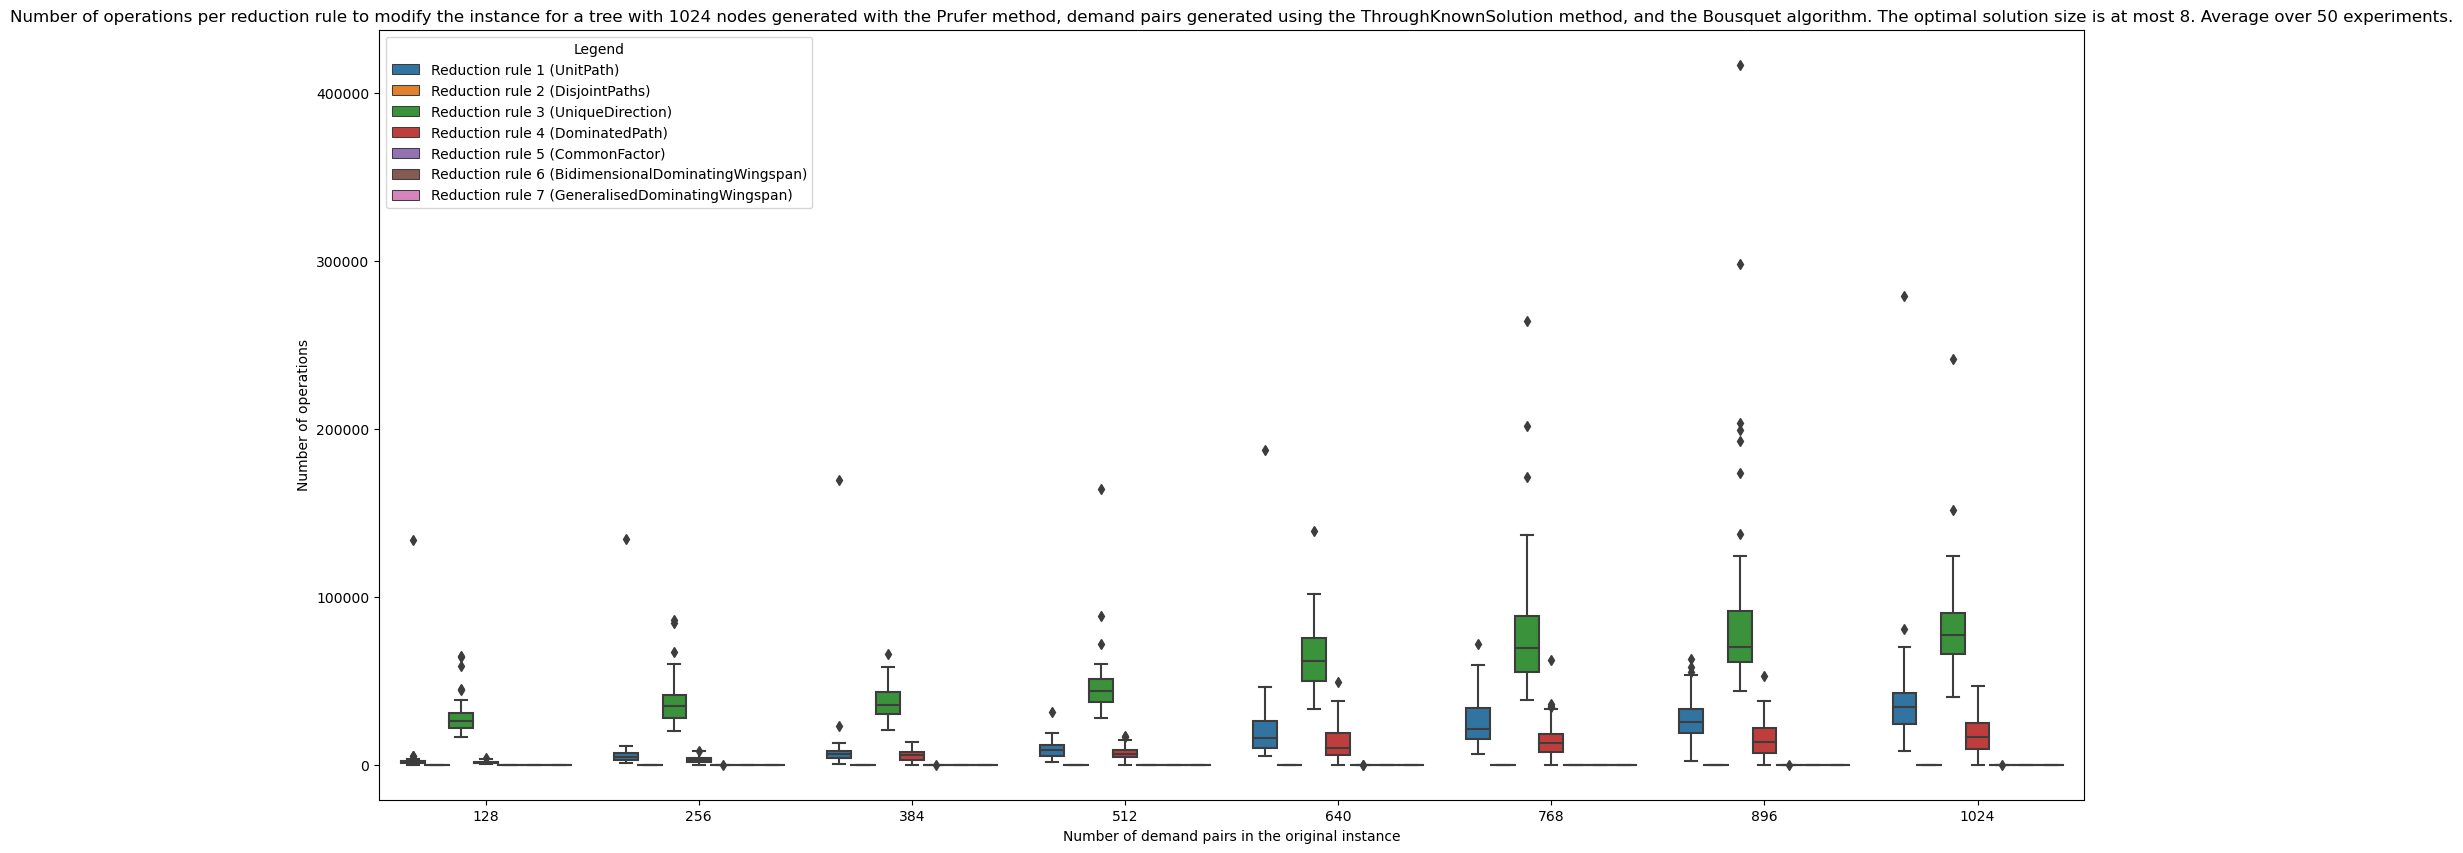 Number of operations per reduction rule to modify the instance for a tree with 1024 nodes generated with the Prufer method, demand pairs generated using the ThroughKnownSolution method, and the Bousquet algorithm. The optimal solution size is at most 8. Average over 50 experiments.
Legend
Reduction rule 1 (UnitPath)
Reduction rule 2 (DisjointPaths)
Reduction rule 3 (UniqueDirection)
Reduction rule 4 (DominatedPath)
Reduction rule 5 (CommonFactor)
Reduction rule 6 (BidimensionalDominatingWingspan)
Reduction rule 7 (GeneralisedDominatingWingspan)
Number of operations
400000
300000
200000
100000
0
128 256 384 512 640 768 896 1024
Number of demand pairs in the original instance